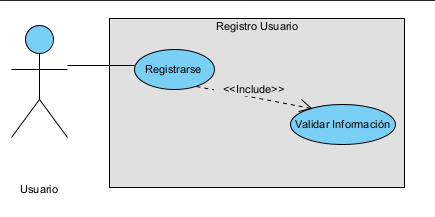 Registro Usuario
Registrarse
<<Include>>
Validar Información
Usuario